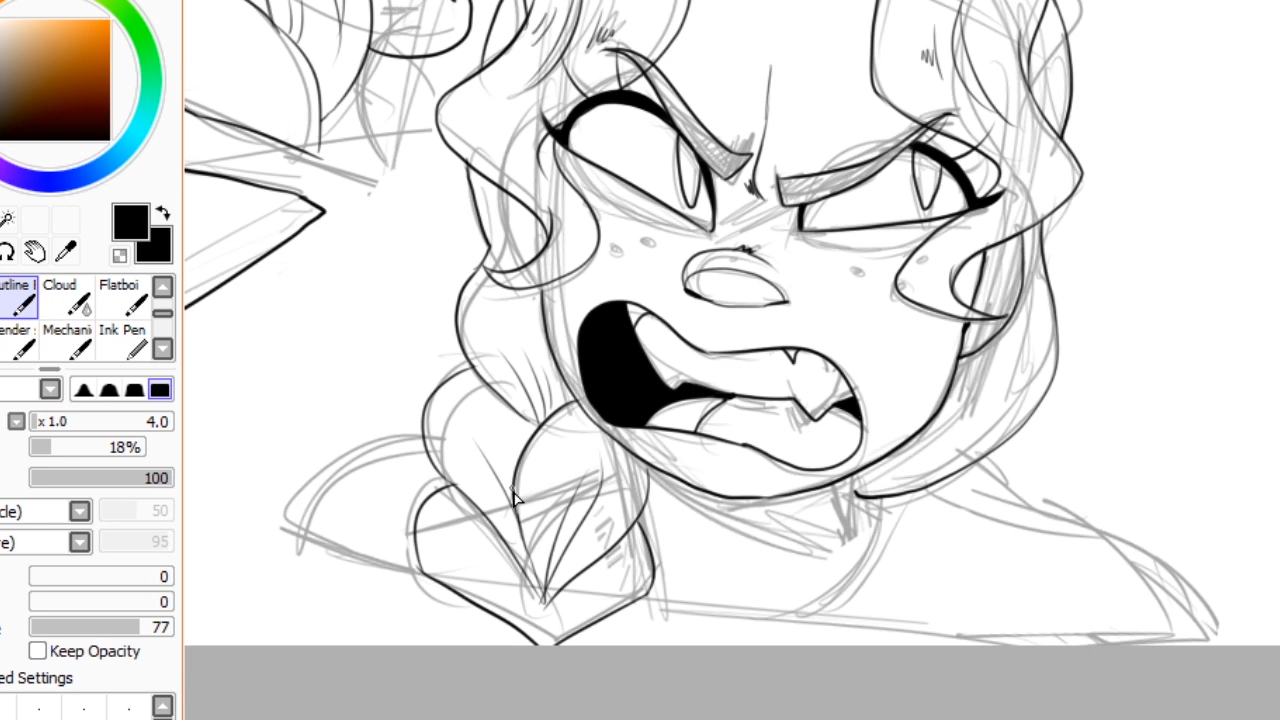 utline Cloud Flatboi
ender Mechani Ink Pen
x 1.0 4.0
18%
100
cle) 50
e) 95
0
0
77
Keep Opacity
ed Settings